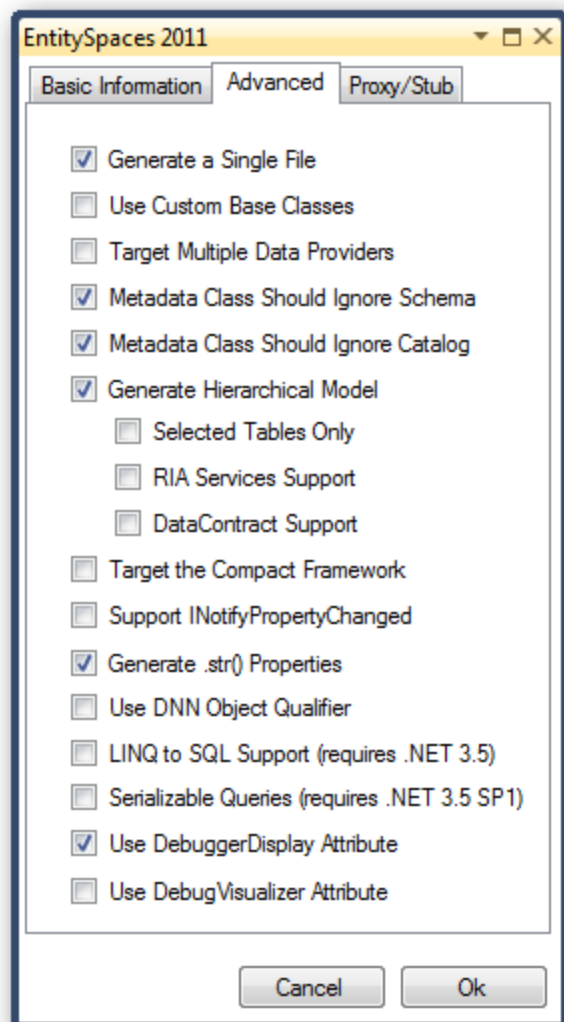 EntitySpaces 2011
Basic Information Advanced Proxy/Stub
Generate a Single File
Use Custom Base Classes
Target Multiple Data Providers
Metadata Class Should Ignore Schema
Metadata Class Should Ignore Catalog
Generate Hierarchical Model
Selected Tables Only
RIA Services Support
DataContract Support
Target the Compact Framework
Support INotifyPropertyChanged
Generate .str() Properties
Use DNN Object Qualifier
LINQ to SQL Support (requires .NET 3.5)
Serializable Queries (requires .NET 3.5 SP1)
Use DebuggerDisplay Attribute
Use DebugVisualizer Attribute
Cancel Ok